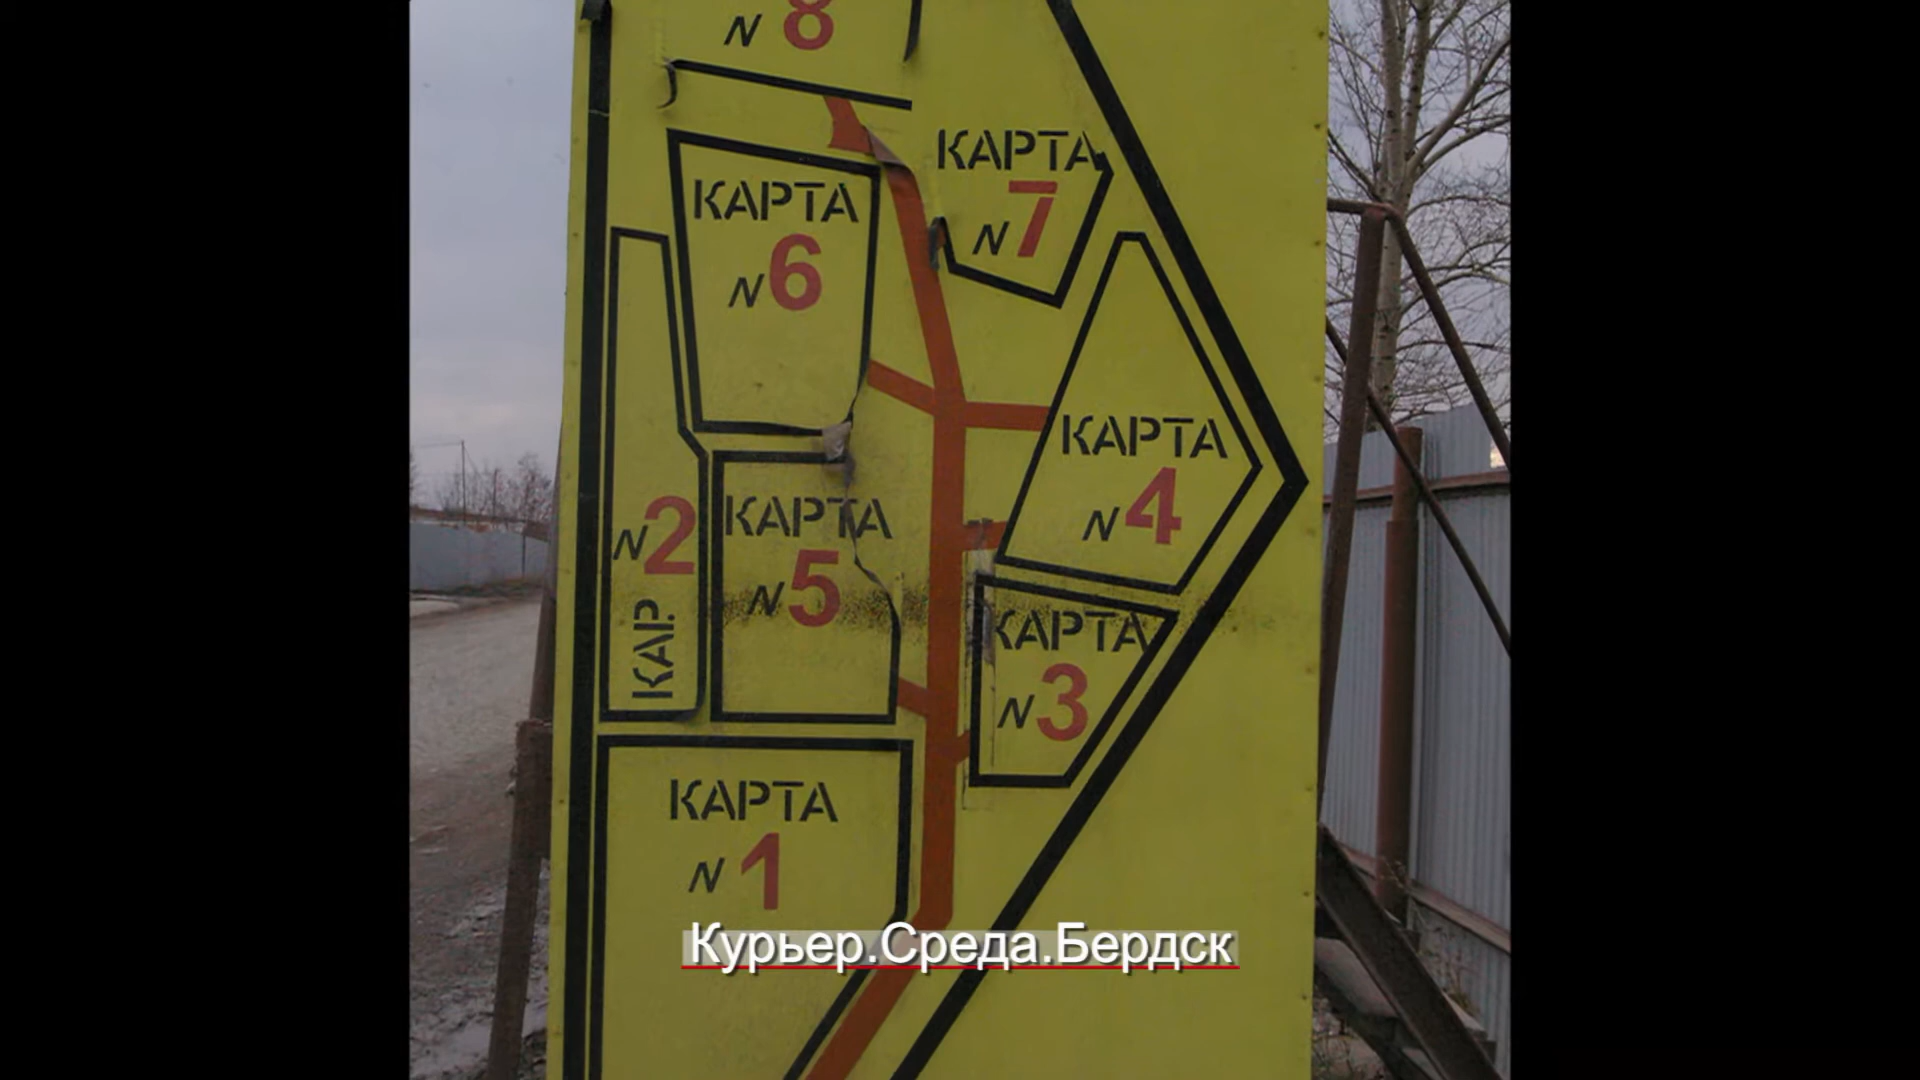 N 8
КАРТА
N 7
КАРТА
N 6
КАРТА
N 4
N 2
КАР.
КАРТА
N 5
КАРТА
N 3
КАРТА
N 1
Курьер.Среда.Бердск